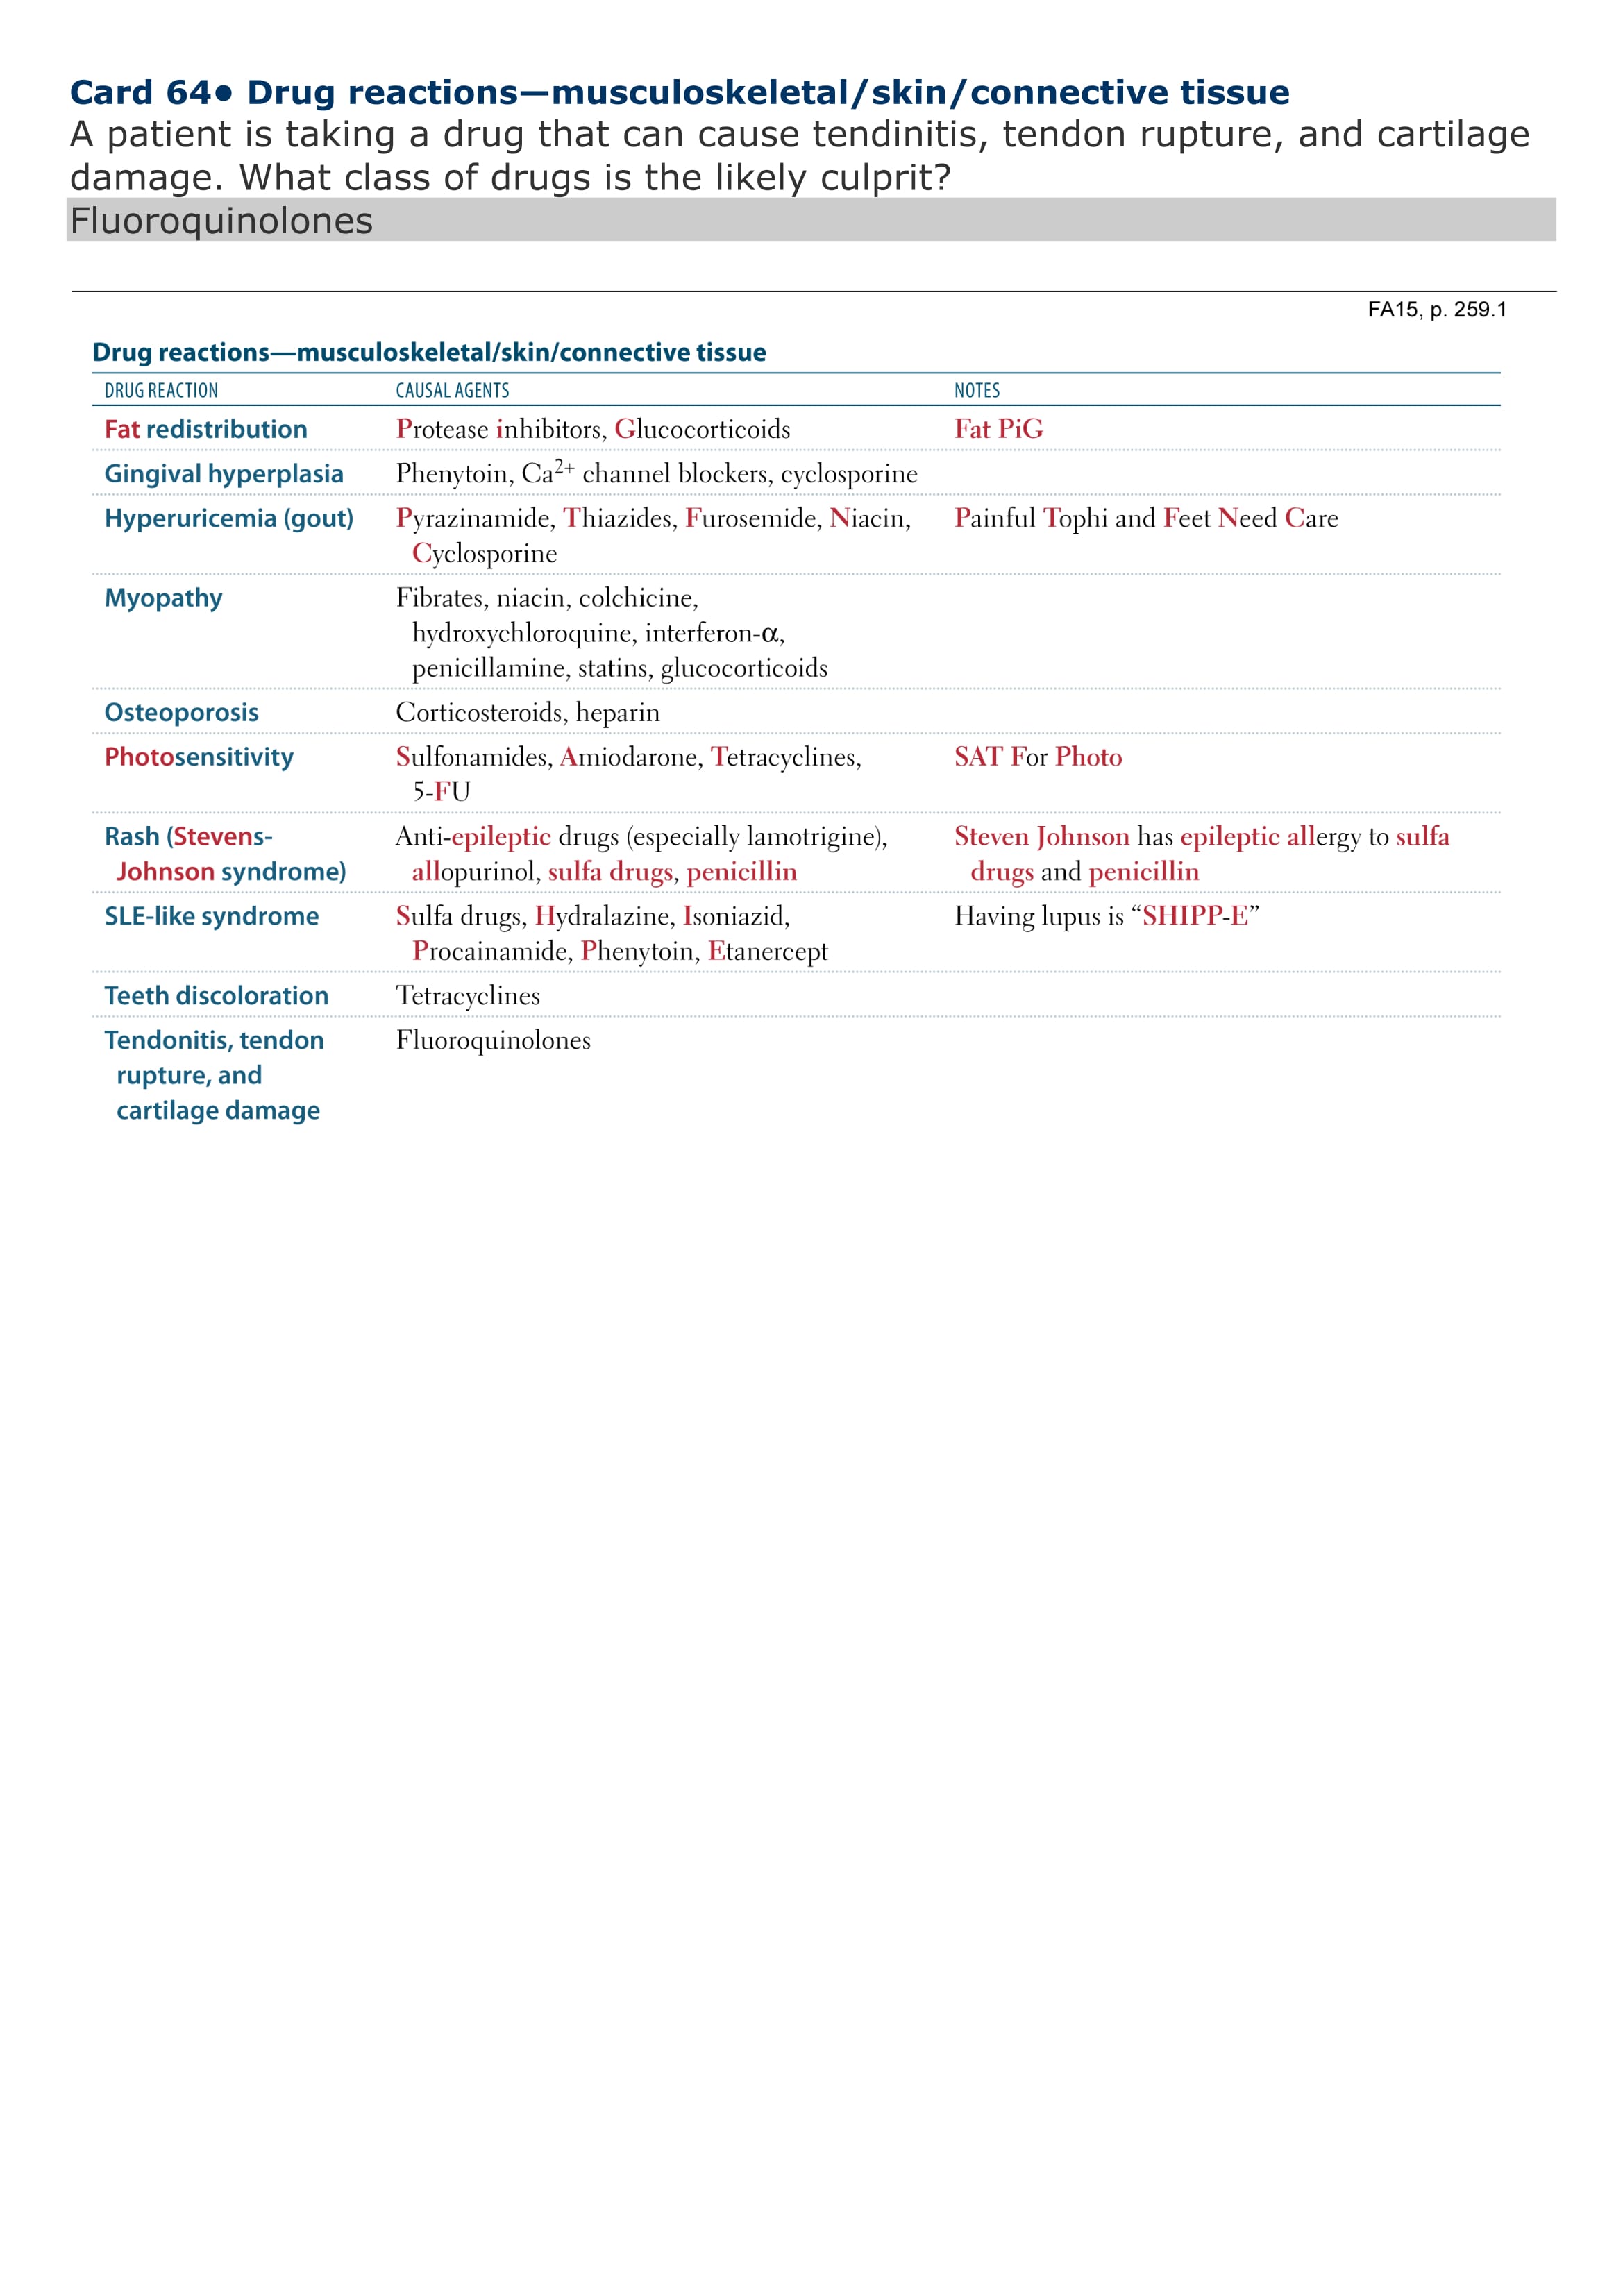 Card 64● Drug reactions—musculoskeletal/skin/connective tissue
A patient is taking a drug that can cause tendinitis, tendon rupture, and cartilage
damage. What class of drugs is the likely culprit?
Fluoroquinolones
FA15, p. 259.1
Drug reactions—musculoskeletal/skin/connective tissue
DRUG REACTION CAUSAL AGENTS NOTES
Fat redistribution Protease inhibitors, Glucocorticoids Fat PiG
Gingival hyperplasia Phenytoin, Ca2+ channel blockers, cyclosporine
Hyperuricemia (gout) Pyrazinamide, Thiazides, Furosemide, Niacin, Painful Tophi and Feet Need Care
Cyclosporine
Myopathy Fibrates, niacin, colchicine,
hydroxychloroquine, interferon-α,
penicillamine, statins, glucocorticoids
Osteoporosis Corticosteroids, heparin
Photosensitivity Sulfonamides, Amiodarone, Tetracyclines, SAT For Photo
5-FU
Rash (Stevens- Anti-epileptic drugs (especially lamotrigine), Steven Johnson has epileptic allergy to sulfa
Johnson syndrome) allopurinol, sulfa drugs, penicillin drugs and penicillin
SLE-like syndrome Sulfa drugs, Hydralazine, Isoniazid, Having lupus is “SHIPP-E”
Procainamide, Phenytoin, Etanercept
Teeth discoloration Tetracyclines
Tendonitis, tendon Fluoroquinolones
rupture, and
cartilage damage